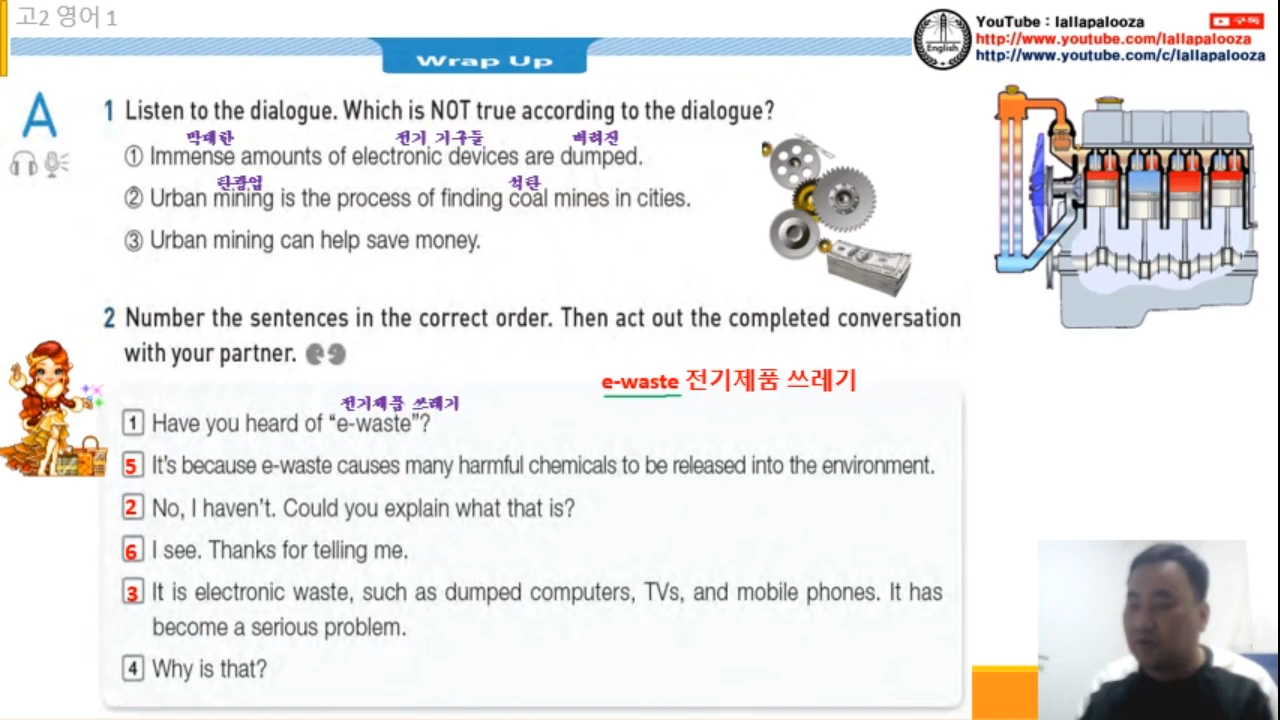 고2 영어 1
Wrap Up
English
YouTube : lallapalooza
구독
http://www.youtube.com/lallapalooza
http://www.youtube.com/c/lallapalooza
A
1 Listen to the dialogue. Which is NOT true according to the dialogue?
막대한 전기 기구들 버려진
① Immense amounts of electronic devices are dumped.
탄광업 석탄
② Urban mining is the process of finding coal mines in cities.
③ Urban mining can help save money.
2 Number the sentences in the correct order. Then act out the completed conversation
with your partner.
e-waste 전기제품 쓰레기
전기제품 쓰레기
1 Have you heard of “e-waste”?
5 It's because e-waste causes many harmful chemicals to be released into the environment.
2 No, I haven't. Could you explain what that is?
6 I see. Thanks for telling me.
3 It is electronic waste, such as dumped computers, TVs, and mobile phones. It has
become a serious problem.
4 Why is that?